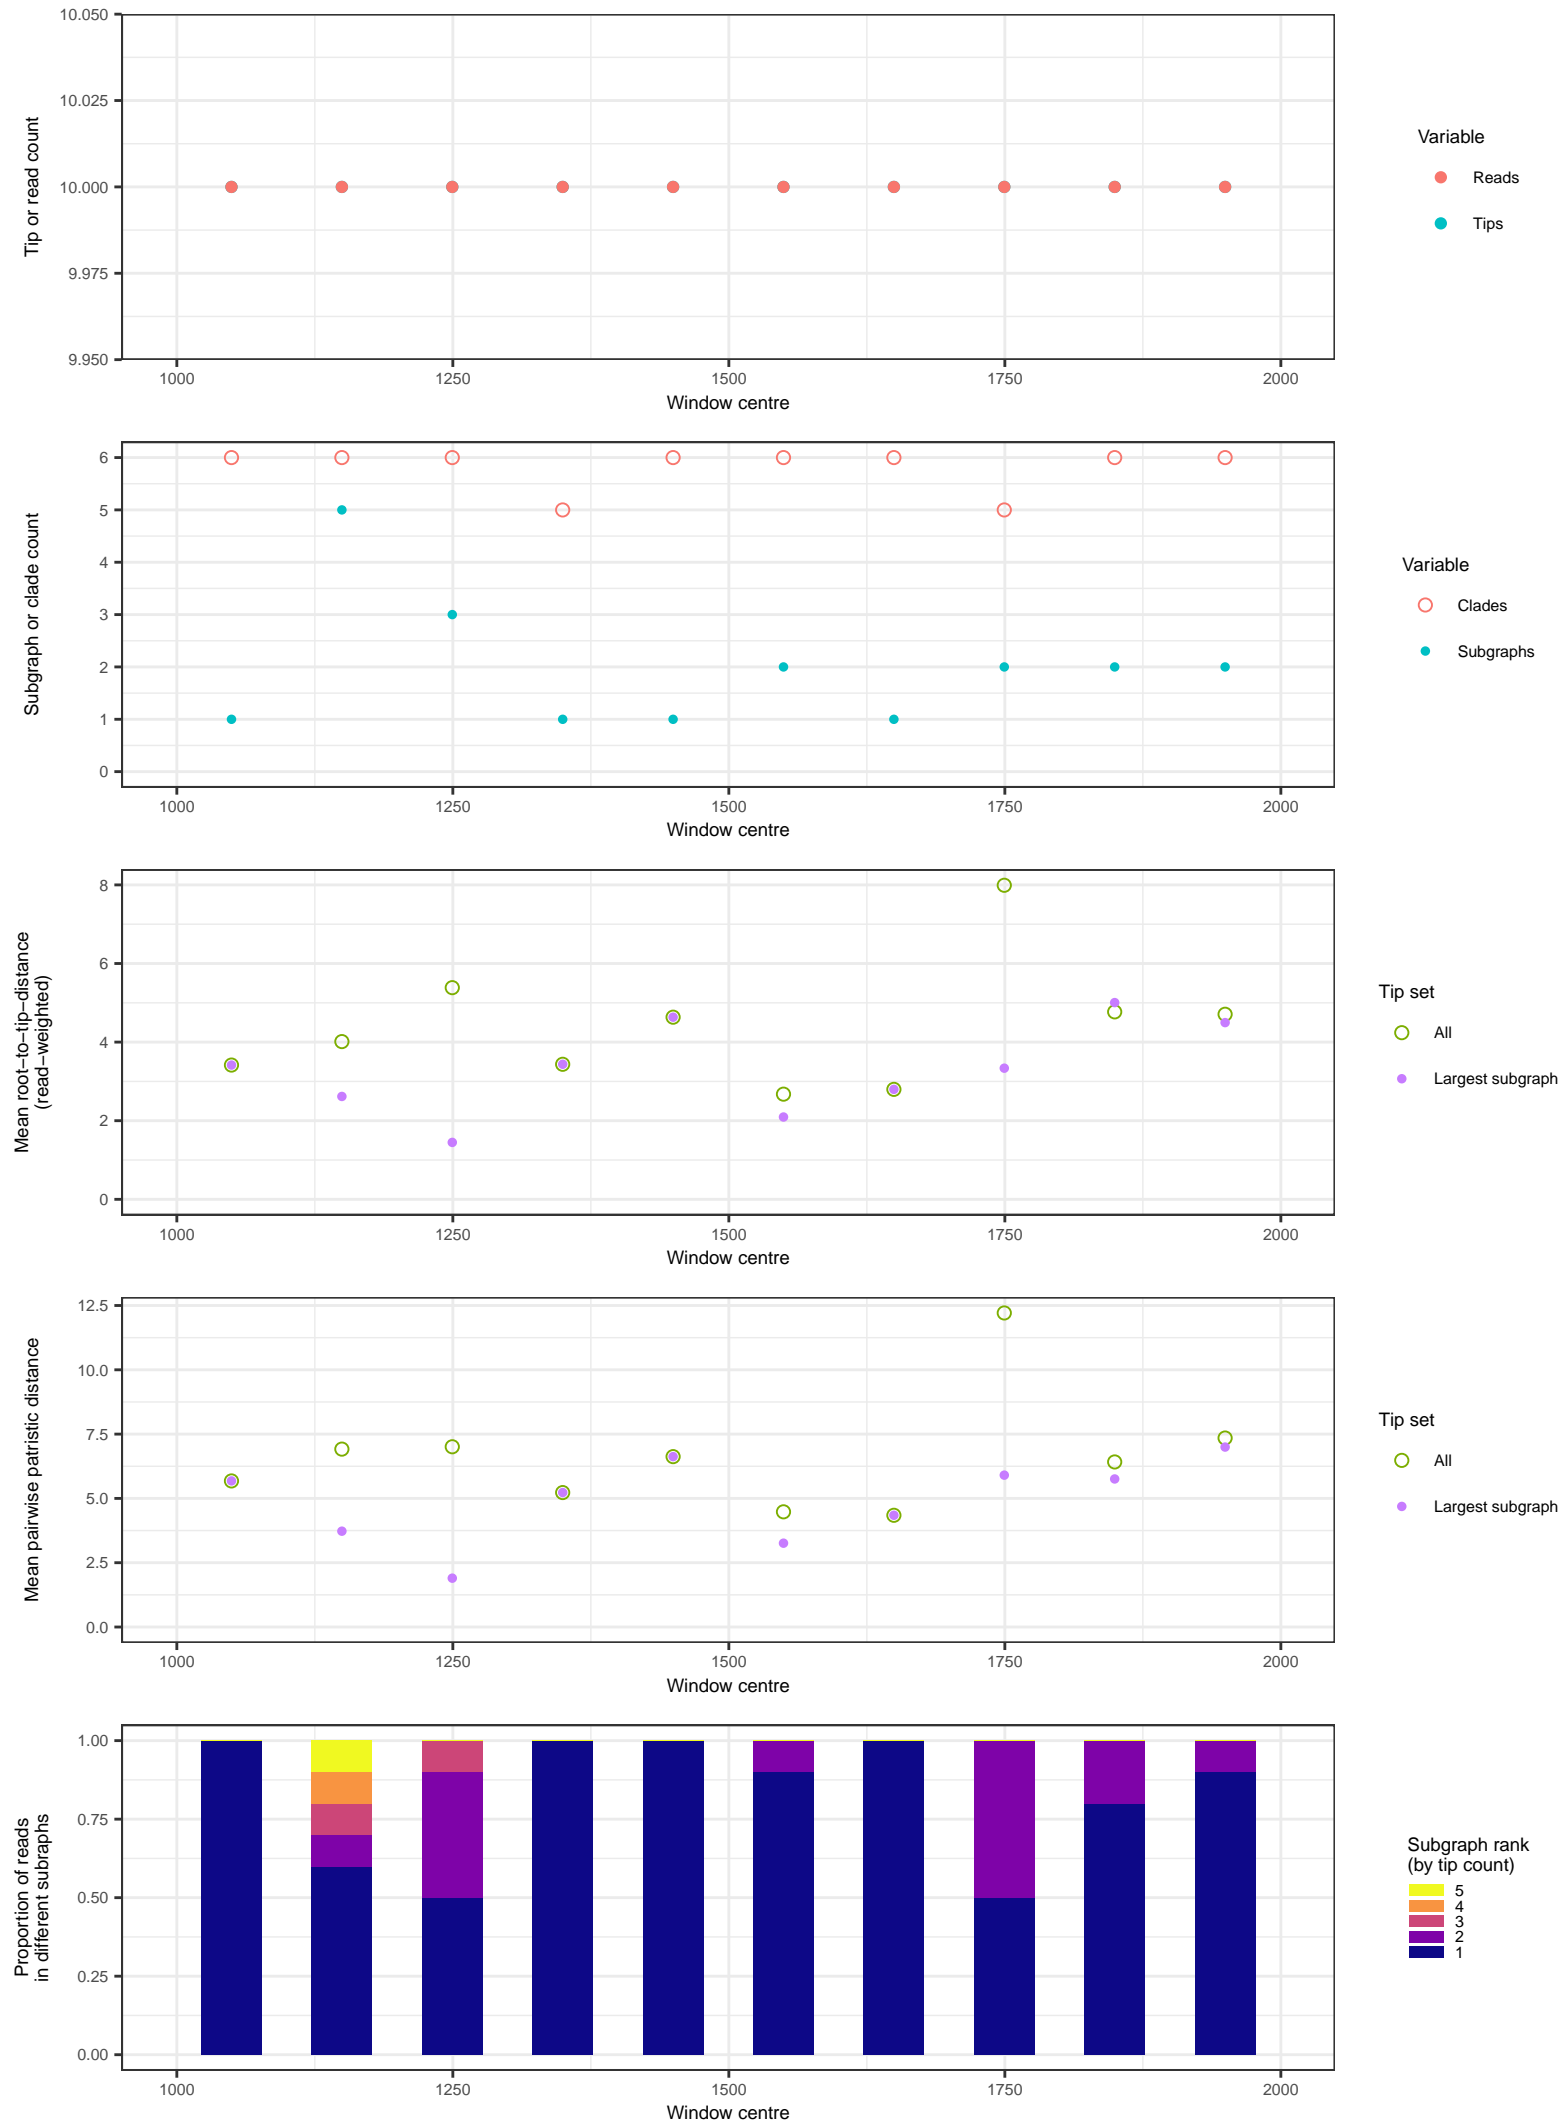 10.050
10.025
10.000
9.975
9.950
Tip or read count
1000 1250 1500 1750 2000
Window centre
Variable
Reads
Tips
6
5
4
3
2
1
0
Subgraph or clade count
1000 1250 1500 1750 2000
Window centre
Variable
Clades
Subgraphs
8
6
4
2
0
Mean root−to−tip−distance
(read−weighted)
1000 1250 1500 1750 2000
Window centre
Tip set
All
Largest subgraph
12.5
10.0
7.5
5.0
2.5
0.0
Mean pairwise patristic distance
1000 1250 1500 1750 2000
Window centre
Tip set
All
Largest subgraph
1.00
0.75
0.50
0.25
0.00
Proportion of reads
in different subraphs
1000 1250 1500 1750 2000
Window centre
Subgraph rank
(by tip count)
5
4
3
2
1